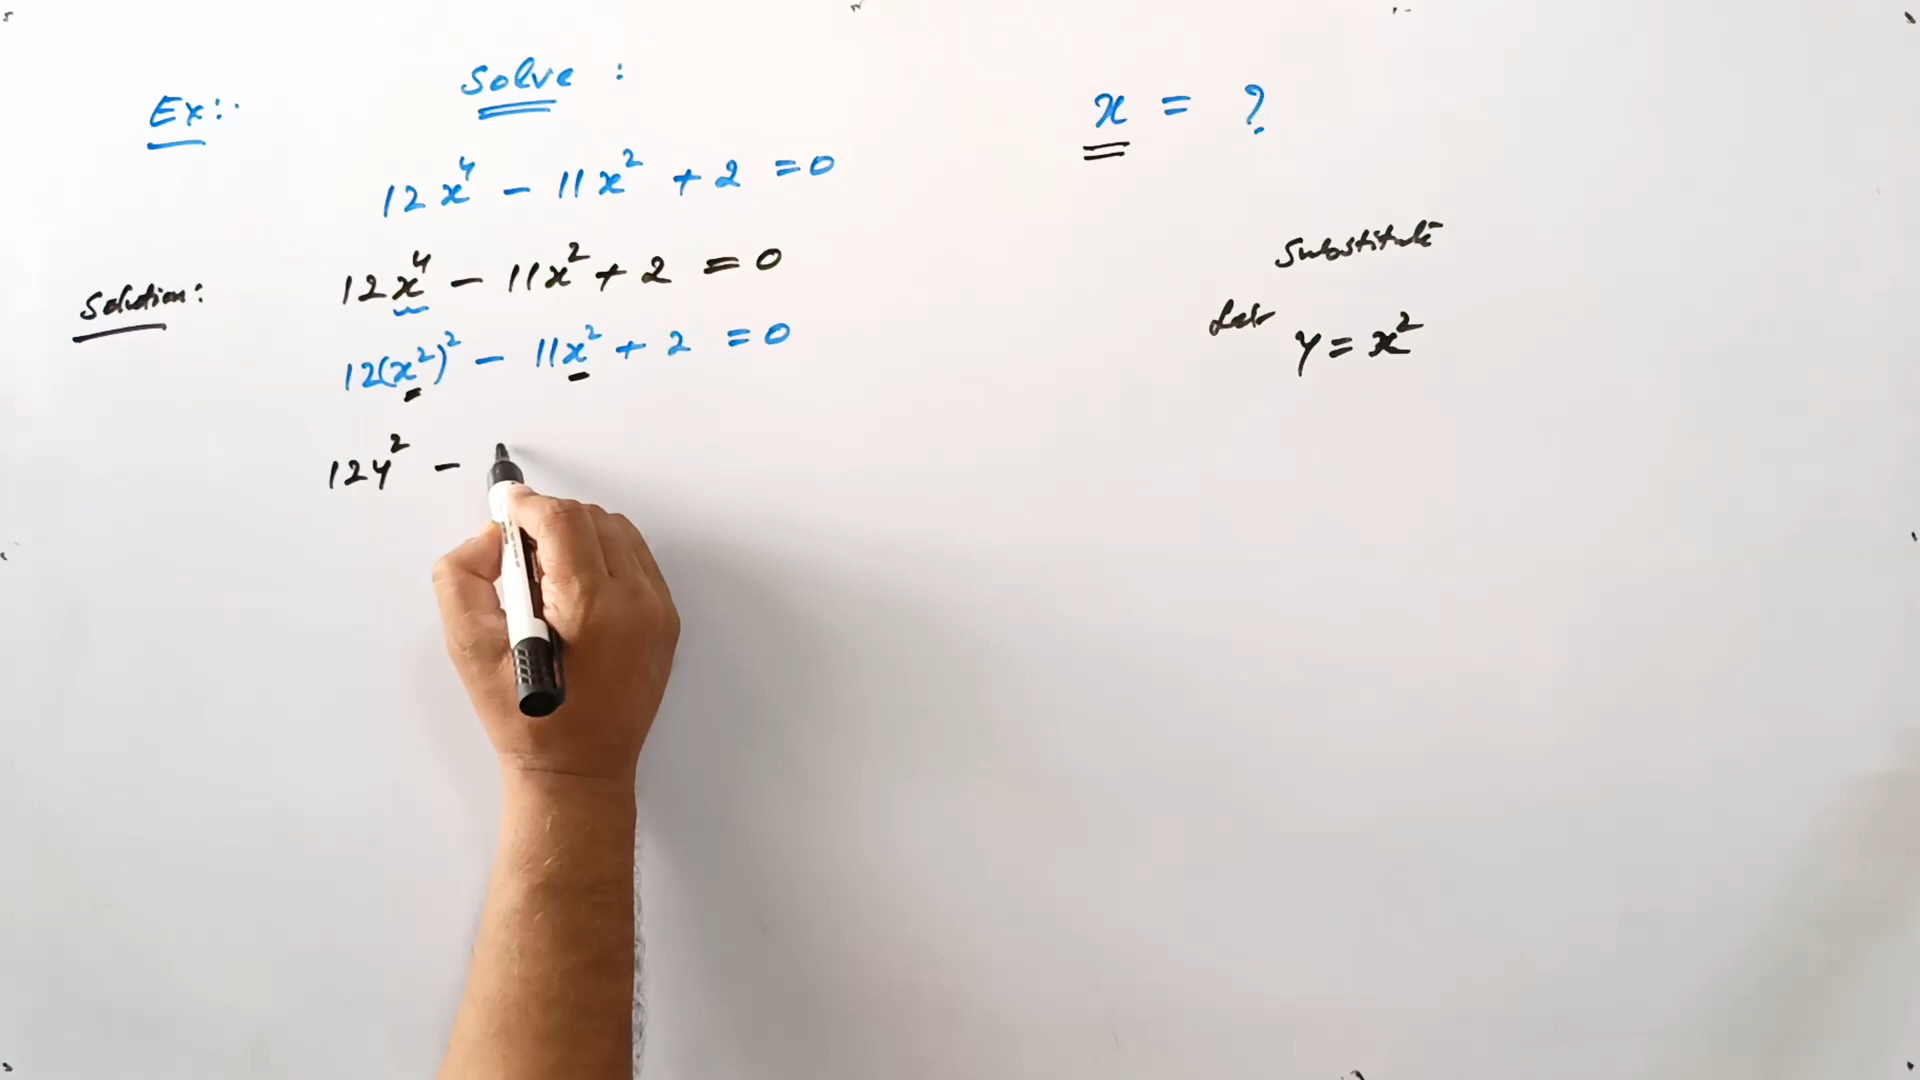 Solve :
Ex:.
x = ?
12x⁴ - 11x² + 2 = 0
Solution:
12x⁴ - 11x² + 2 = 0
Substitute
Let y = x²
12(x²)² - 11x² + 2 = 0
12y² -